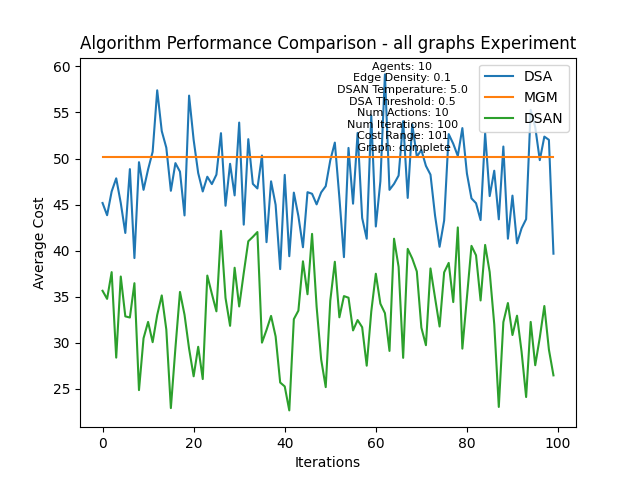 Algorithm Performance Comparison - all graphs Experiment
Agents: 10
Edge Density: 0.1
DSAN Temperature: 5.0
DSA Threshold: 0.5
Num Actions: 10
Num Iterations: 100
Cost Range: 101
Graph: complete
DSA
MGM
DSAN
60
55
50
45
40
35
30
25
Average Cost
0
20
40
60
80
100
Iterations